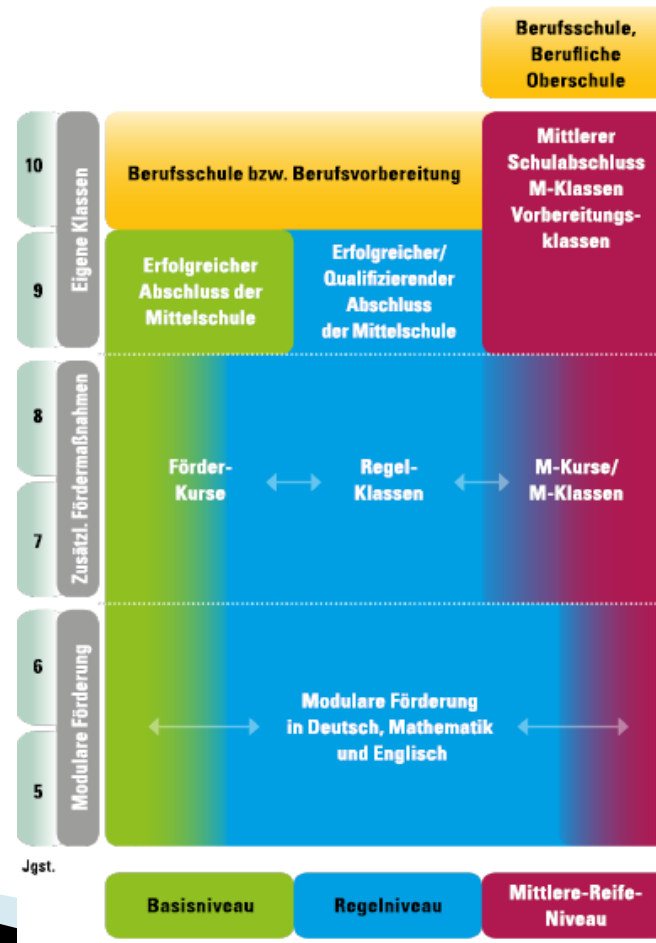 Berufsschule,
Berufliche
Oberschule
10
9
Eigene Klassen
Berufsschule bzw. Berufsvorbereitung
Mittlerer
Schulabschluss
M-Klassen
Vorbereitungs-
klassen
Erfolgreicher
Abschluss der
Mittelschule
Erfolgreicher/
Qualifizierender
Abschluss
der Mittelschule
8
7
Zusätzl. Fördermaßnahmen
Förder-
Kurse
Regel-
Klassen
M-Kurse/
M-Klassen
6
5
Modulare Förderung
Modulare Förderung
in Deutsch, Mathematik
und Englisch
Jgst.
Basisniveau
Regelniveau
Mittlere-Reife-
Niveau